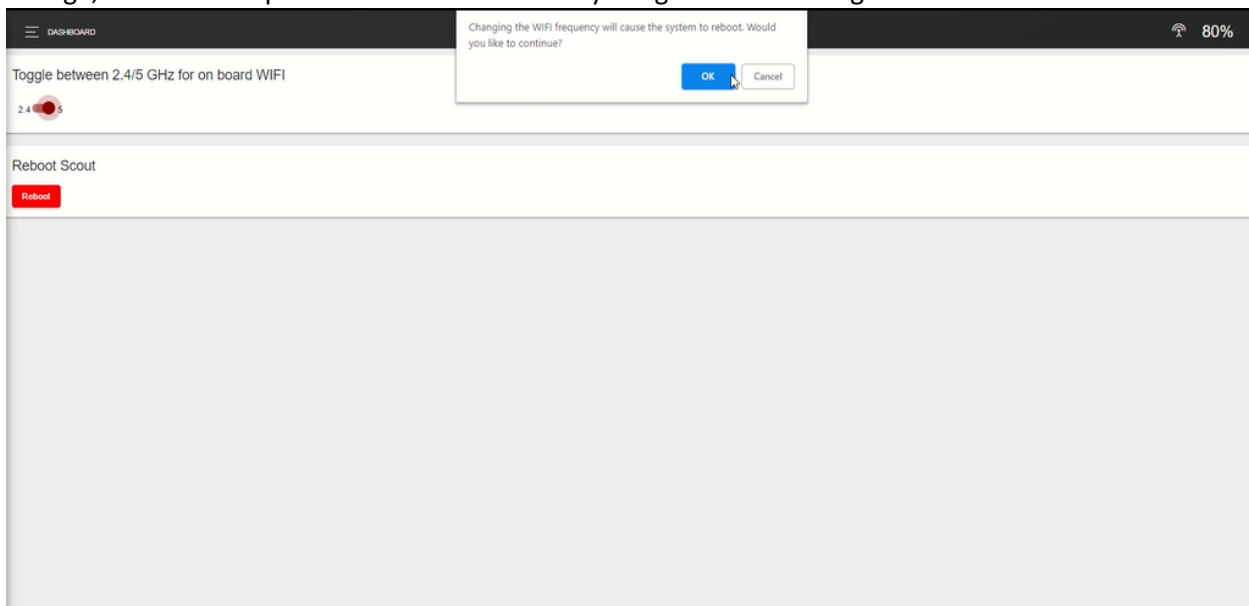 DASHBOARD
Changing the WIFI frequency will cause the system to reboot. Would
you like to continue?
OK
Cancel
80%
Toggle between 2.4/5 GHz for on board WIFI
2.4 5
Reboot Scout
Reboot